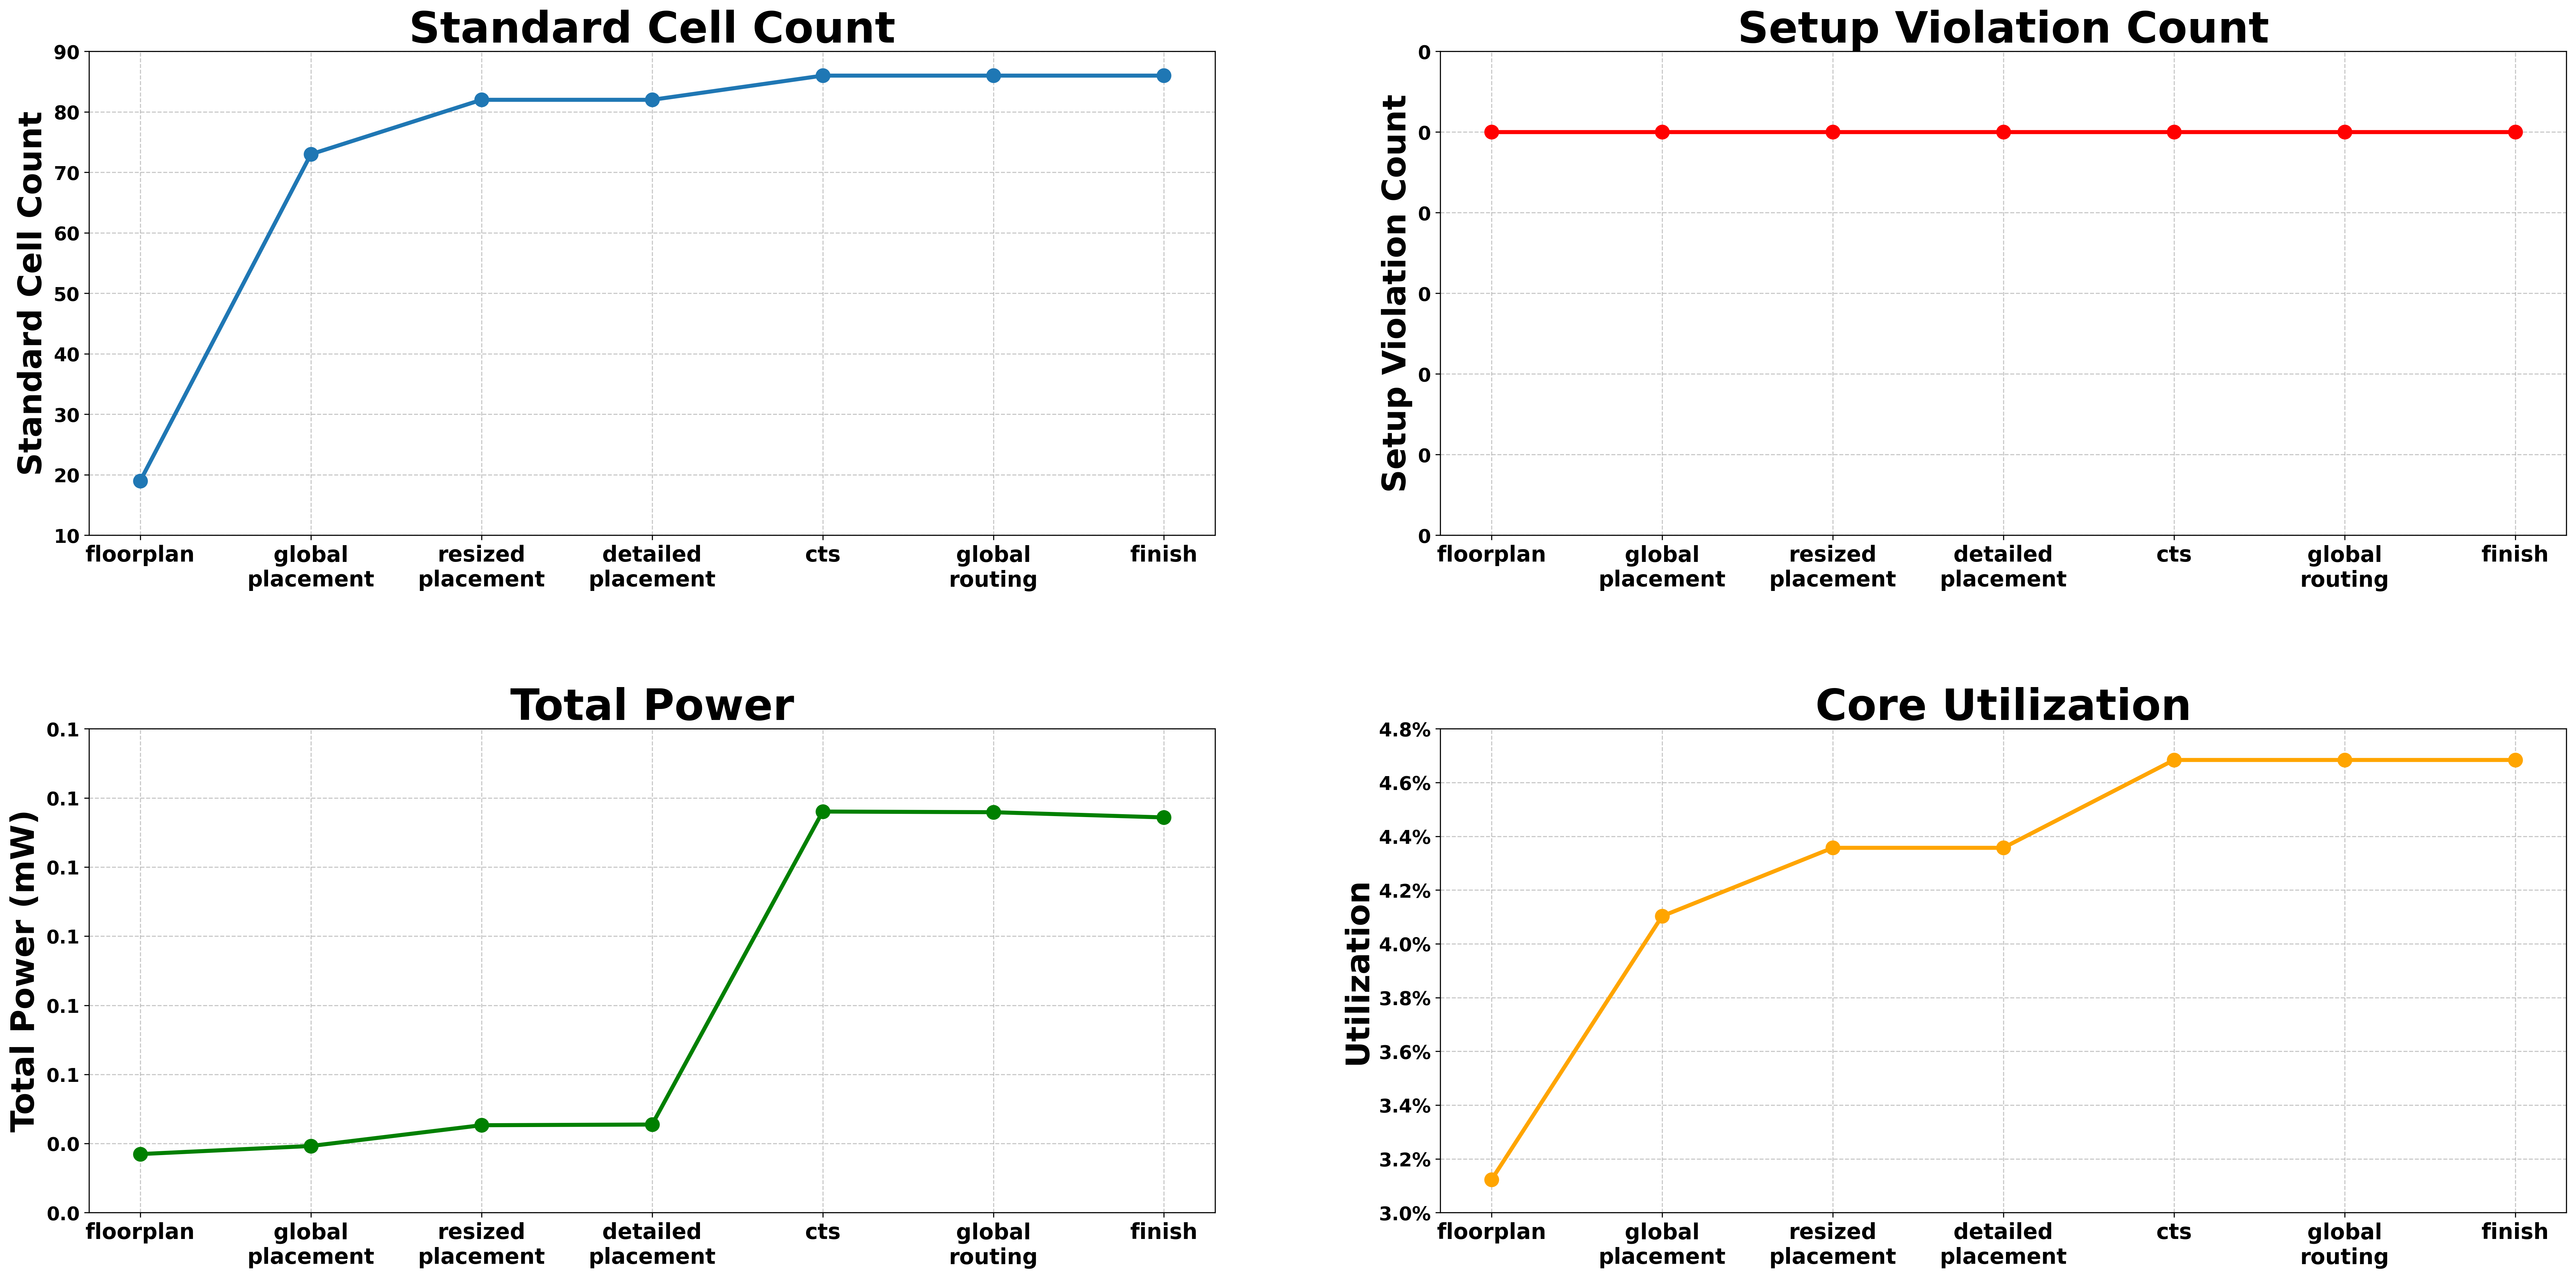 Standard Cell Count
Standard Cell Count
90
80
70
60
50
40
30
20
10
floorplan
global
placement
resized
placement
detailed
placement
cts
global
routing
finish
Setup Violation Count
Setup Violation Count
0
0
0
0
0
0
0
floorplan
global
placement
resized
placement
detailed
placement
cts
global
routing
finish
Total Power
Total Power (mW)
0.1
0.1
0.1
0.1
0.1
0.1
0.0
0.0
floorplan
global
placement
resized
placement
detailed
placement
cts
global
routing
finish
Core Utilization
Utilization
4.8%
4.6%
4.4%
4.2%
4.0%
3.8%
3.6%
3.4%
3.2%
3.0%
floorplan
global
placement
resized
placement
detailed
placement
cts
global
routing
finish